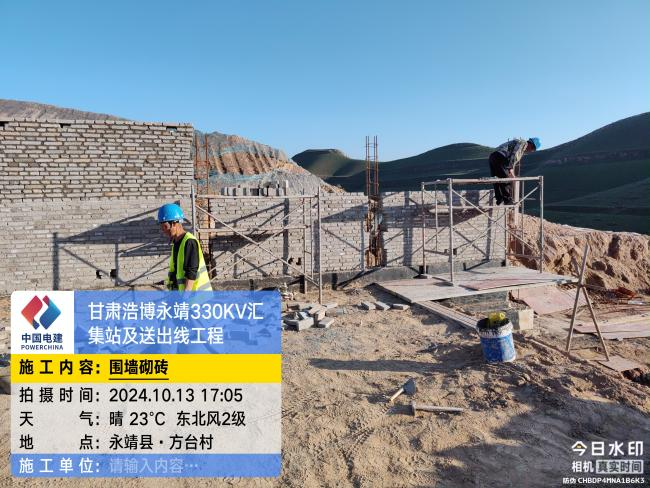 中国电建
POWERCHINA
甘肃浩博永靖330KV汇
集站及送出线工程
施工内容：围墙砌砖
拍摄时间：2024.10.13 17:05
天气：晴 23℃ 东北风2级
地点：永靖县·方台村
施工单位：请输入内容…
今日水印
相机 真实时间
防伪 CHBDP4MNA1B6K3